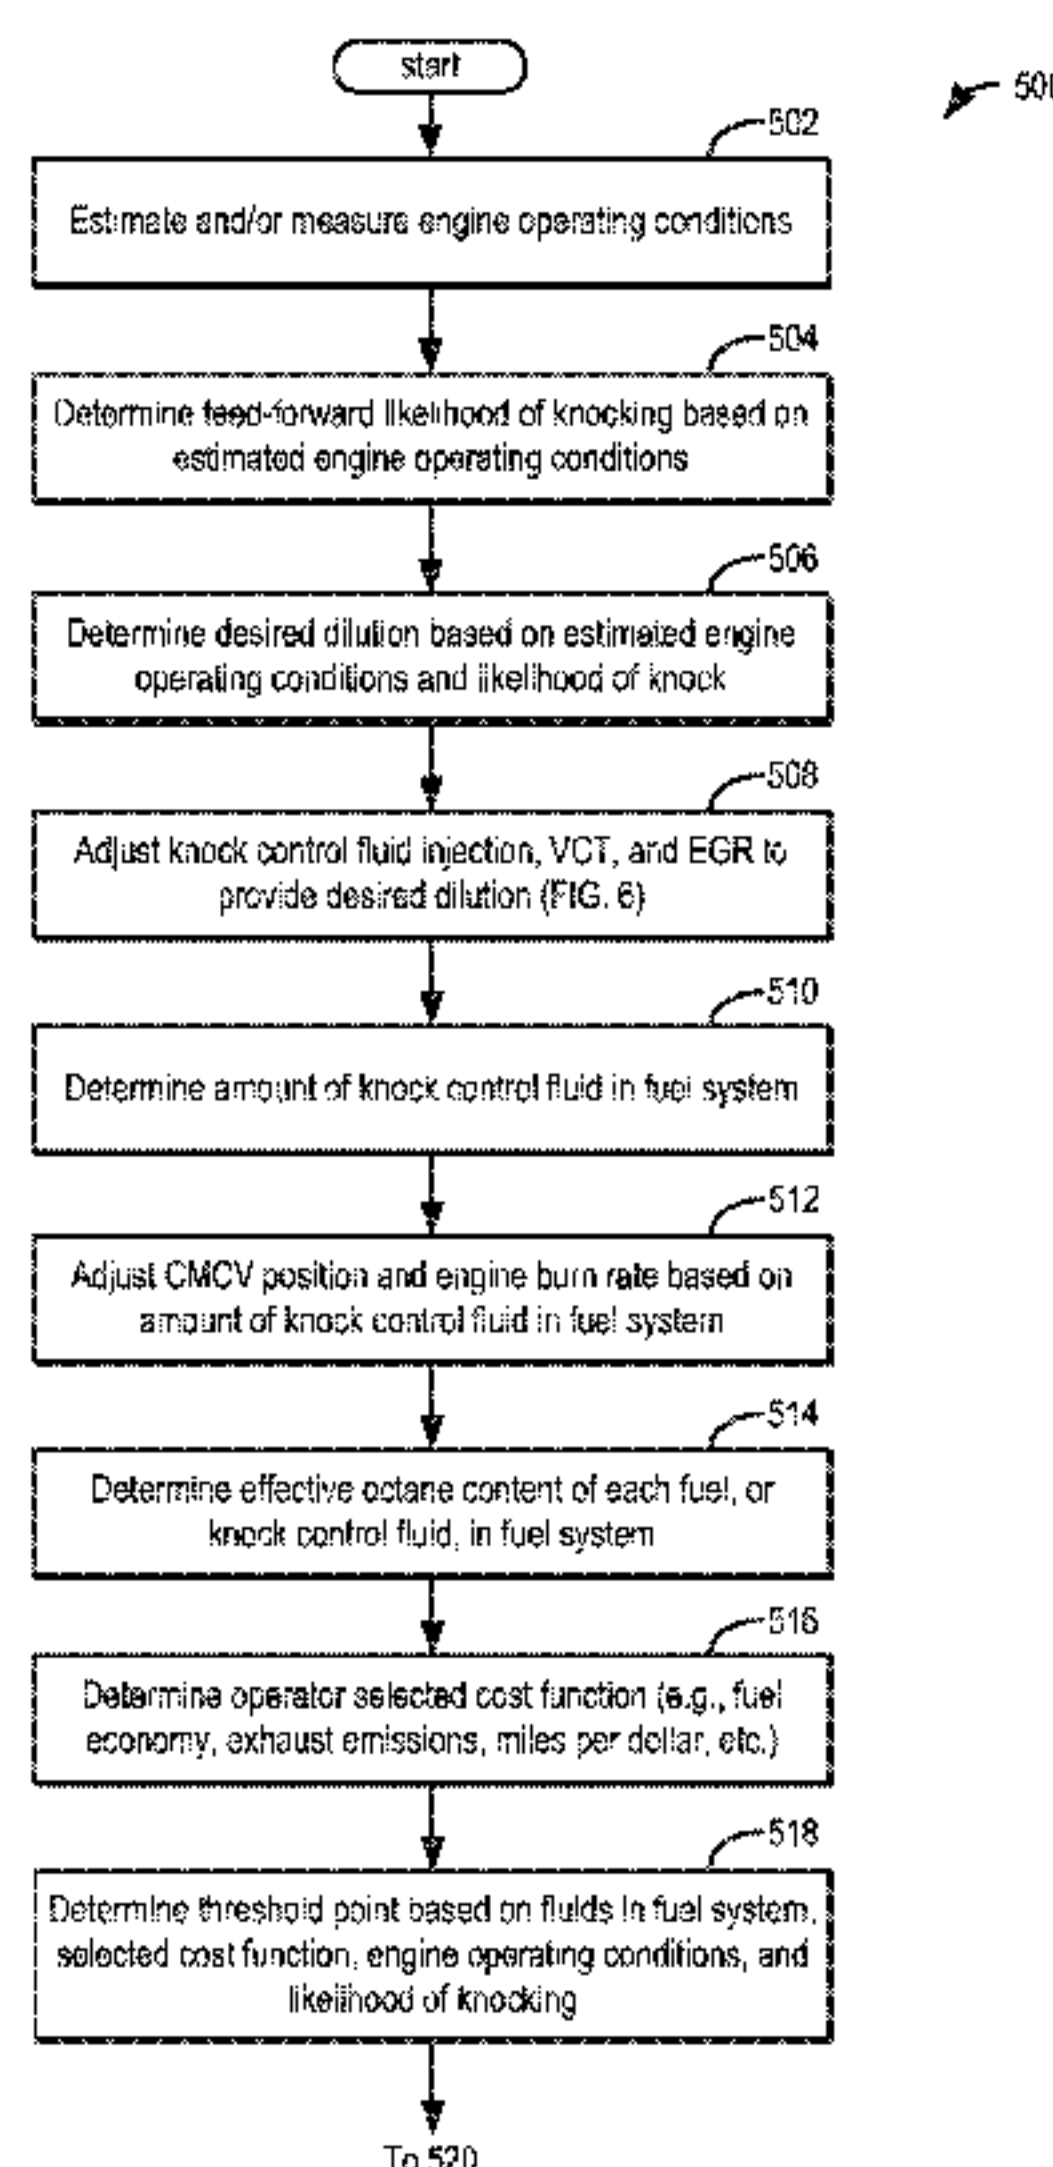 start
500
502
Estimate and/or measure engine operating conditions
504
Determine feed-forward likelihood of knocking based on
estimated engine operating conditions
506
Determine desired dilution based on estimated engine
operating conditions and likelihood of knock
508
Adjust knock control fluid injection, VCT, and EGR to
provide desired dilution (FIG. 6)
510
Determine amount of knock control fluid in fuel system
512
Adjust CMCV position and engine burn rate based on
amount of knock control fluid in fuel system
514
Determine effective octane content of each fuel, or
knock control fluid, in fuel system
516
Determine operator selected cost function (e.g., fuel
economy, exhaust emissions, miles per dollar, etc.)
518
Determine threshold point based on fluids in fuel system,
selected cost function, engine operating conditions, and
likelihood of knocking
To 520